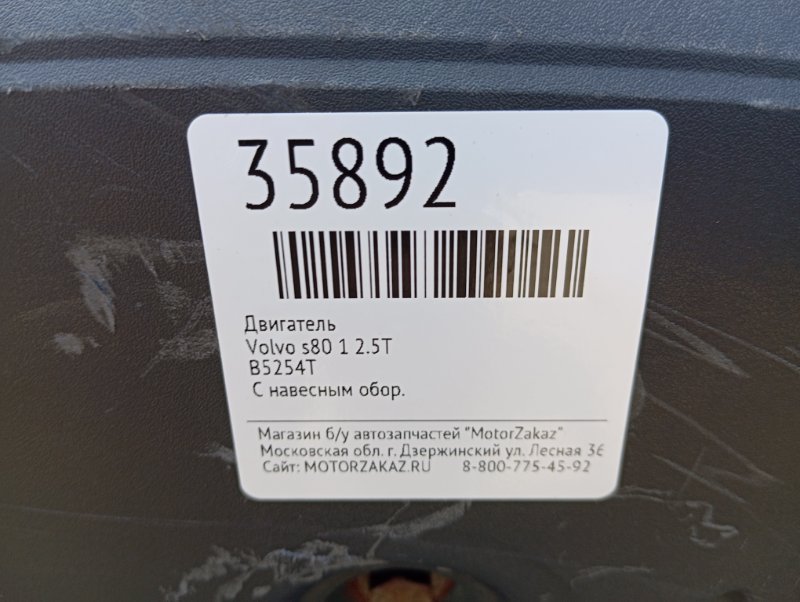 35892
Двигатель
Volvo s80 1 2.5T
B5254T
С навесным обор.
Магазин б/у автозапчастей "MotorZakaz"
Московская обл. г. Дзержинский ул. Лесная 36
Сайт: MOTORZAKAZ.RU 8-800-775-45-92